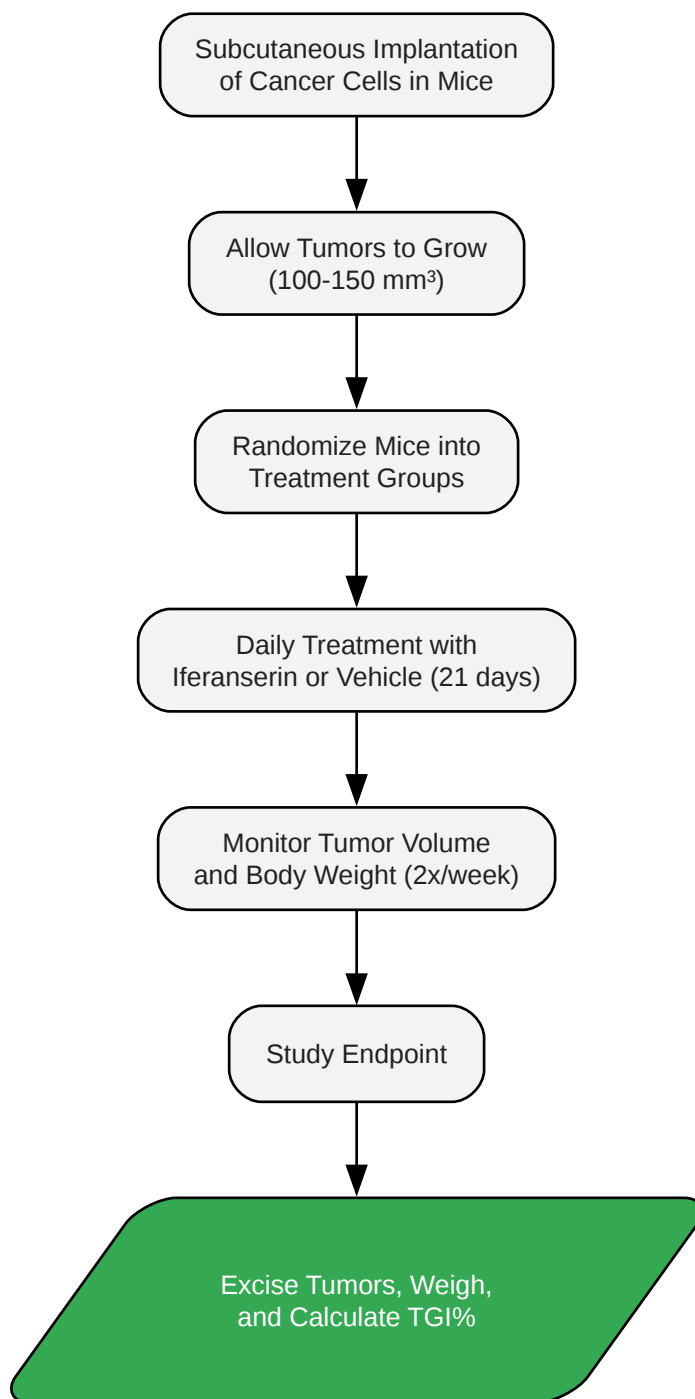 Subcutaneous Implantation
of Cancer Cells in Mice
Allow Tumors to Grow
(100-150 mm³)
Randomize Mice into
Treatment Groups
Daily Treatment with
Iferanserin or Vehicle (21 days)
Monitor Tumor Volume
and Body Weight (2x/week)
Study Endpoint
Excise Tumors, Weigh,
and Calculate TGI%